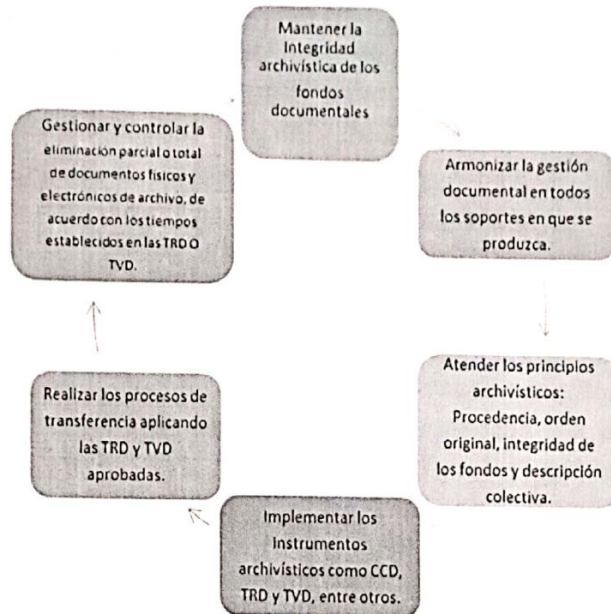 Mantener la
Integridad
archivística de los
fondos
documentales
Armonizar la gestión
documental en todos
los soportes en que se
produzca.
Atender los principios
archivísticos:
Procedencia, orden
original, integridad de
los fondos y descripción
colectiva.
Implementar los
Instrumentos
archivísticos como CCD,
TRD y TVD, entre otros.
Realizar los procesos de
transferencia aplicando
las TRD y TVD
aprobadas.
Gestionar y controlar la
eliminación parcial o total
de documentos físicos y
electrónicos de archivo, de
acuerdo con los tiempos
establecidos en las TRD O
TVD.